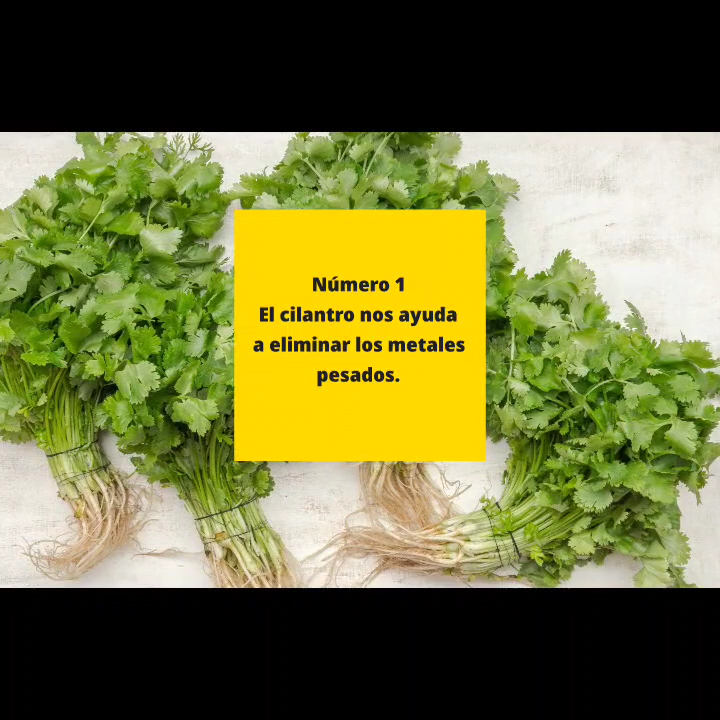 Número 1
El cilantro nos ayuda
a eliminar los metales
pesados.